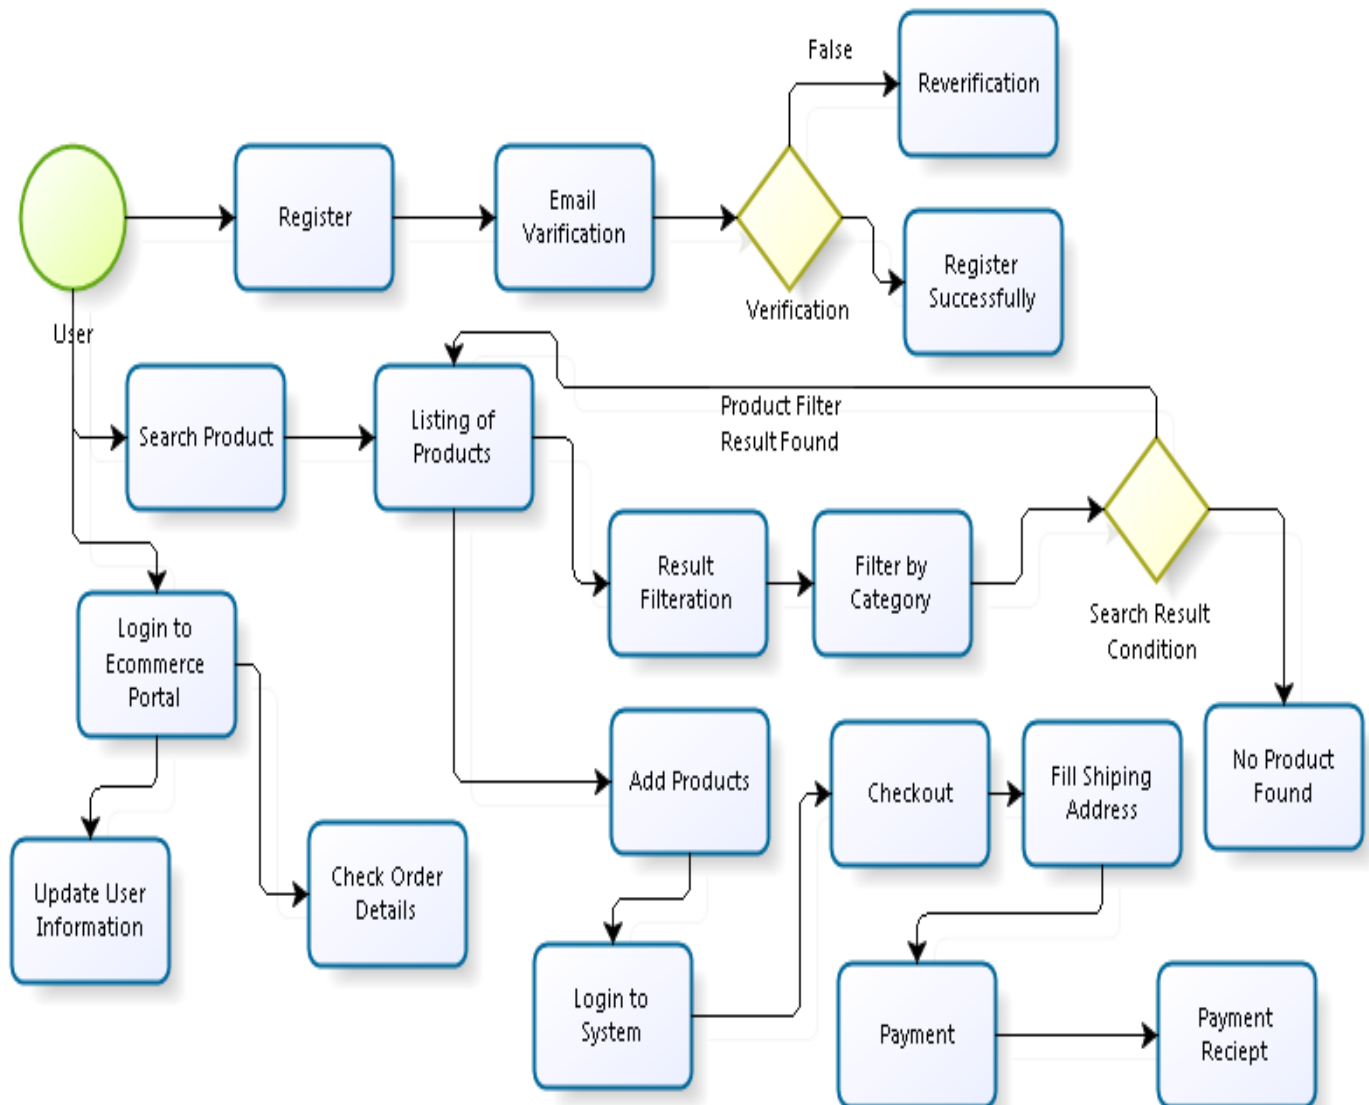 False
Reverification
Register
Email
Varification
Register
Successfully
Verification
User
Search Product
Listing of
Products
Product Filter
Result Found
Result
Filteration
Filter by
Category
Search Result
Condition
Login to
Ecommerce
Portal
Add Products
Checkout
Fill Shiping
Address
No Product
Found
Update User
Information
Check Order
Details
Login to
System
Payment
Payment
Reciept